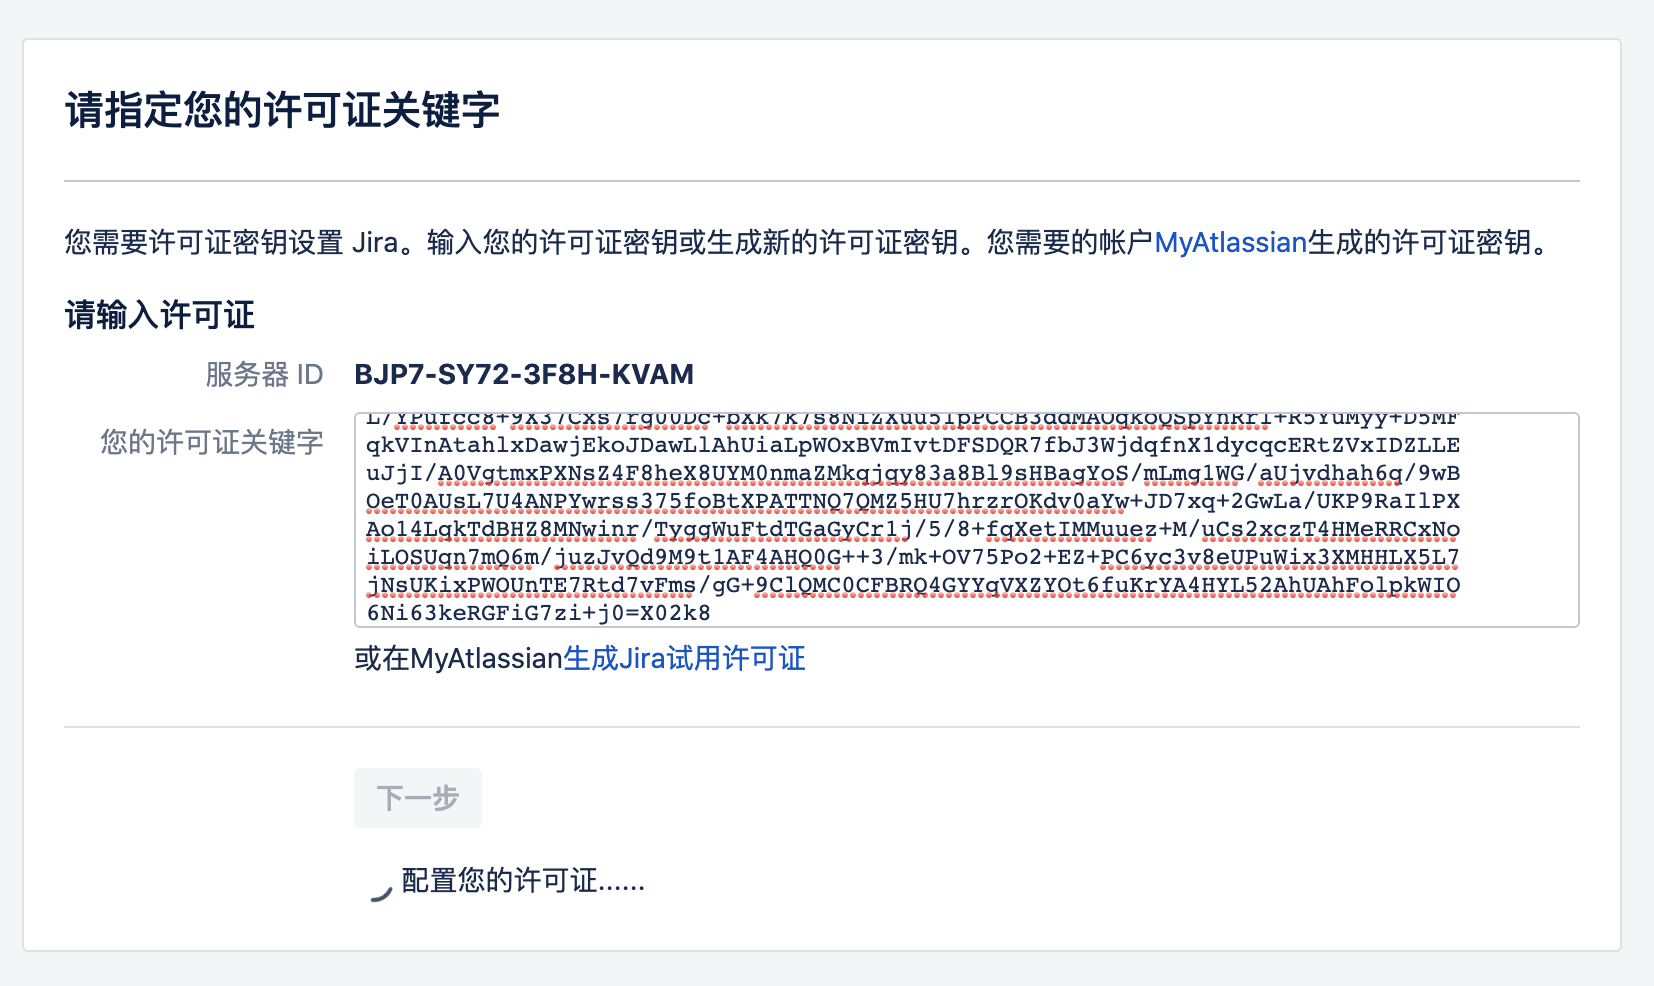 请指定您的许可证关键字
您需要许可证密钥设置 Jira。输入您的许可证密钥或生成新的许可证密钥。您需要的帐户MyAtlassian生成的许可证密钥。
请输入许可证
服务器 ID BJP7-SY72-3F8H-KVAM
您的许可证关键字
qkVInAtahlxDawjEkoJDawLlAhUiaLpWOxBVmIvtDFSDQR7fbJ3WjdqfnX1dycqcERtZVxIDZLLE
uJjI/A0VgtmxPXNsZ4F8heX8UYM0nmaZMkqjqy83a8Bl9sHBagYoS/mLmg1WG/aUjvdhah6q/9wB
OeT0AUsL7U4ANPYwrss375foBtXPATTNQ7QMZ5HU7hrzrOKdv0aYw+JD7xq+2GwLa/UKP9RaIlPX
Ao14LqkTdBHZ8MNwinr/TyggWuFtdTGaGyCr1j/5/8+fqXetIMMuuez+M/uCs2xczT4HMeRRCxNo
iLOSUqn7mQ6m/juzJvQd9M9t1AF4AHQ0G++3/mk+OV75Po2+EZ+PC6yc3v8eUPuWix3XMHHLX5L7
jNsUKixPWOUnTE7Rtd7vFms/gG+9ClQMC0CFBRQ4GYYqVXZYOt6fuKrYA4HYL52AhUAhFolpkWIO
6Ni63keRGFiG7zi+j0=X02k8
或在MyAtlassian生成Jira试用许可证
下一步
配置您的许可证......